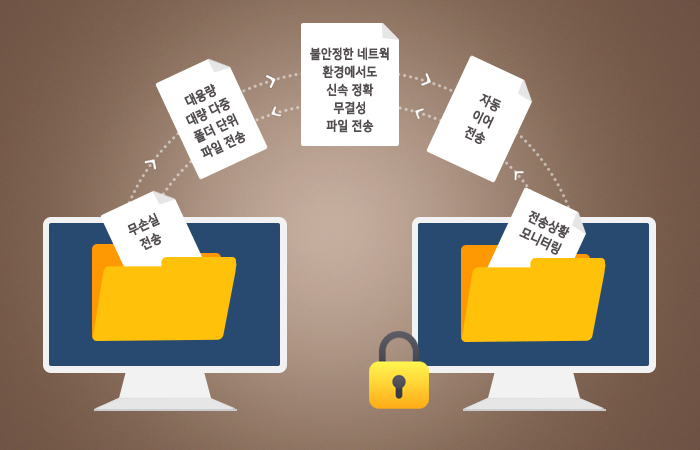 무손실
전송
대용량
대량 다중
폴더 단위
파일 전송
불안정한 네트웍
환경에서도
신속 정확
무결성
파일 전송
자동
이어
전송
전송상황
모니터링